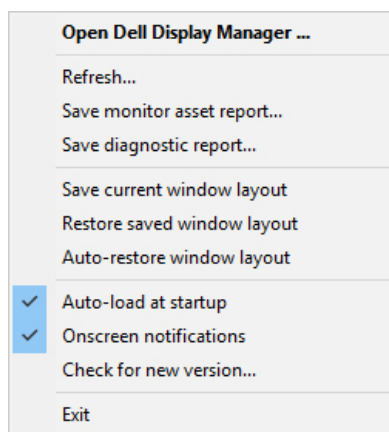 Open Dell Display Manager ...
Refresh...
Save monitor asset report...
Save diagnostic report...
Save current window layout
Restore saved window layout
Auto-restore window layout
Auto-load at startup
Onscreen notifications
Check for new version...
Exit